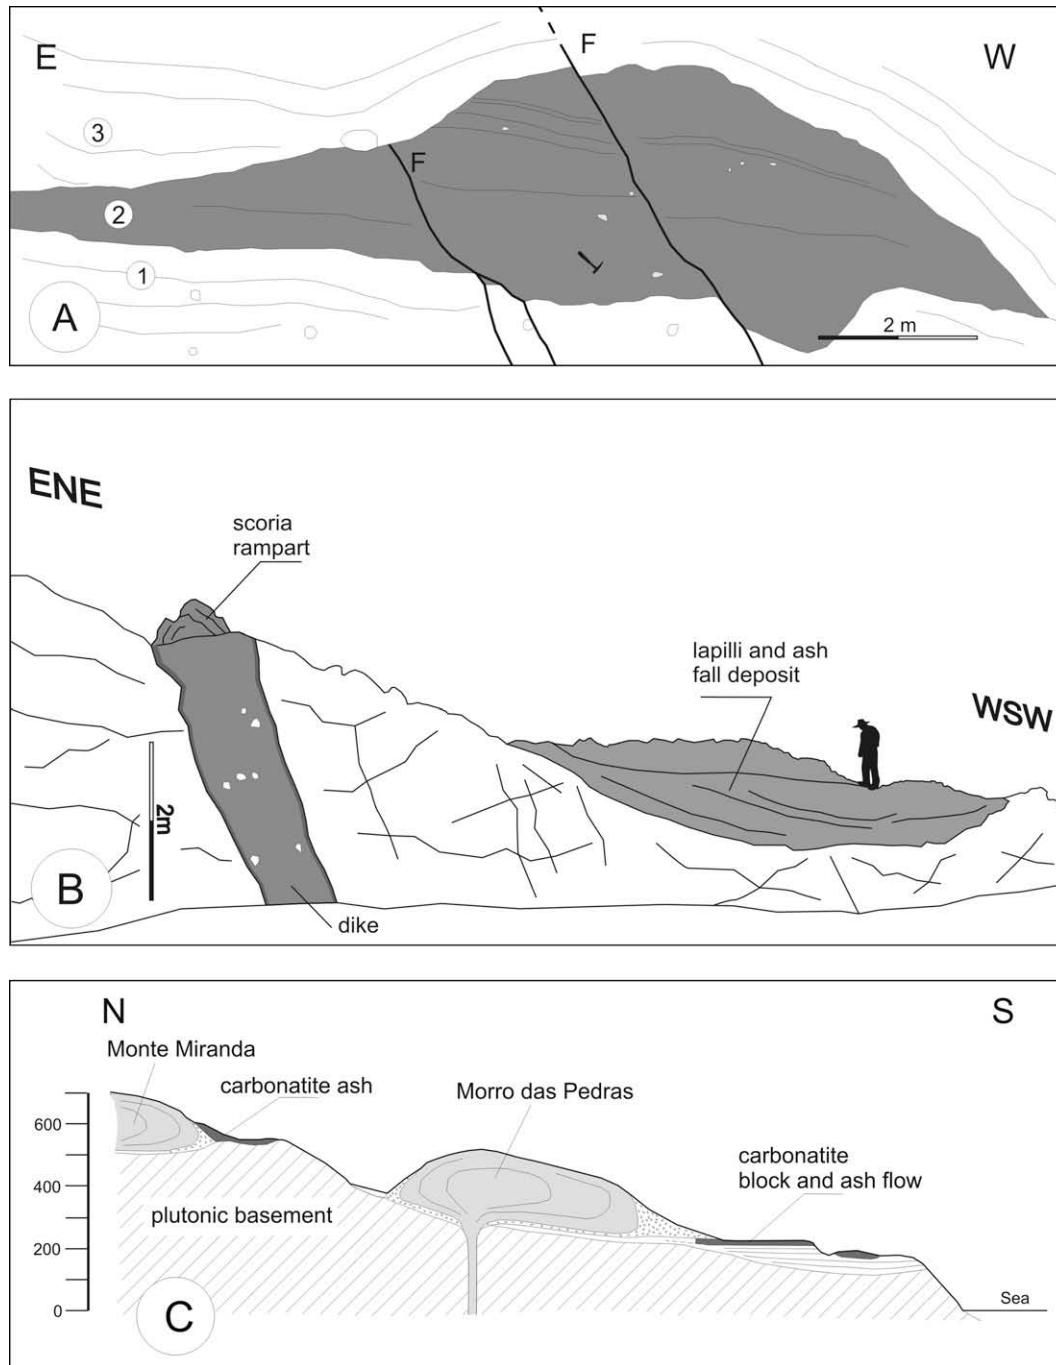 E
F
W
3
F
2
1
A
2 m
ENE
scoria
rampart
lapilli and ash
fall deposit
WSW
2m
B
dike
N
S
Monte Miranda
carbonatite ash
Morro das Pedras
600
carbonatite
block and ash flow
400
plutonic basement
200
0
Sea
C